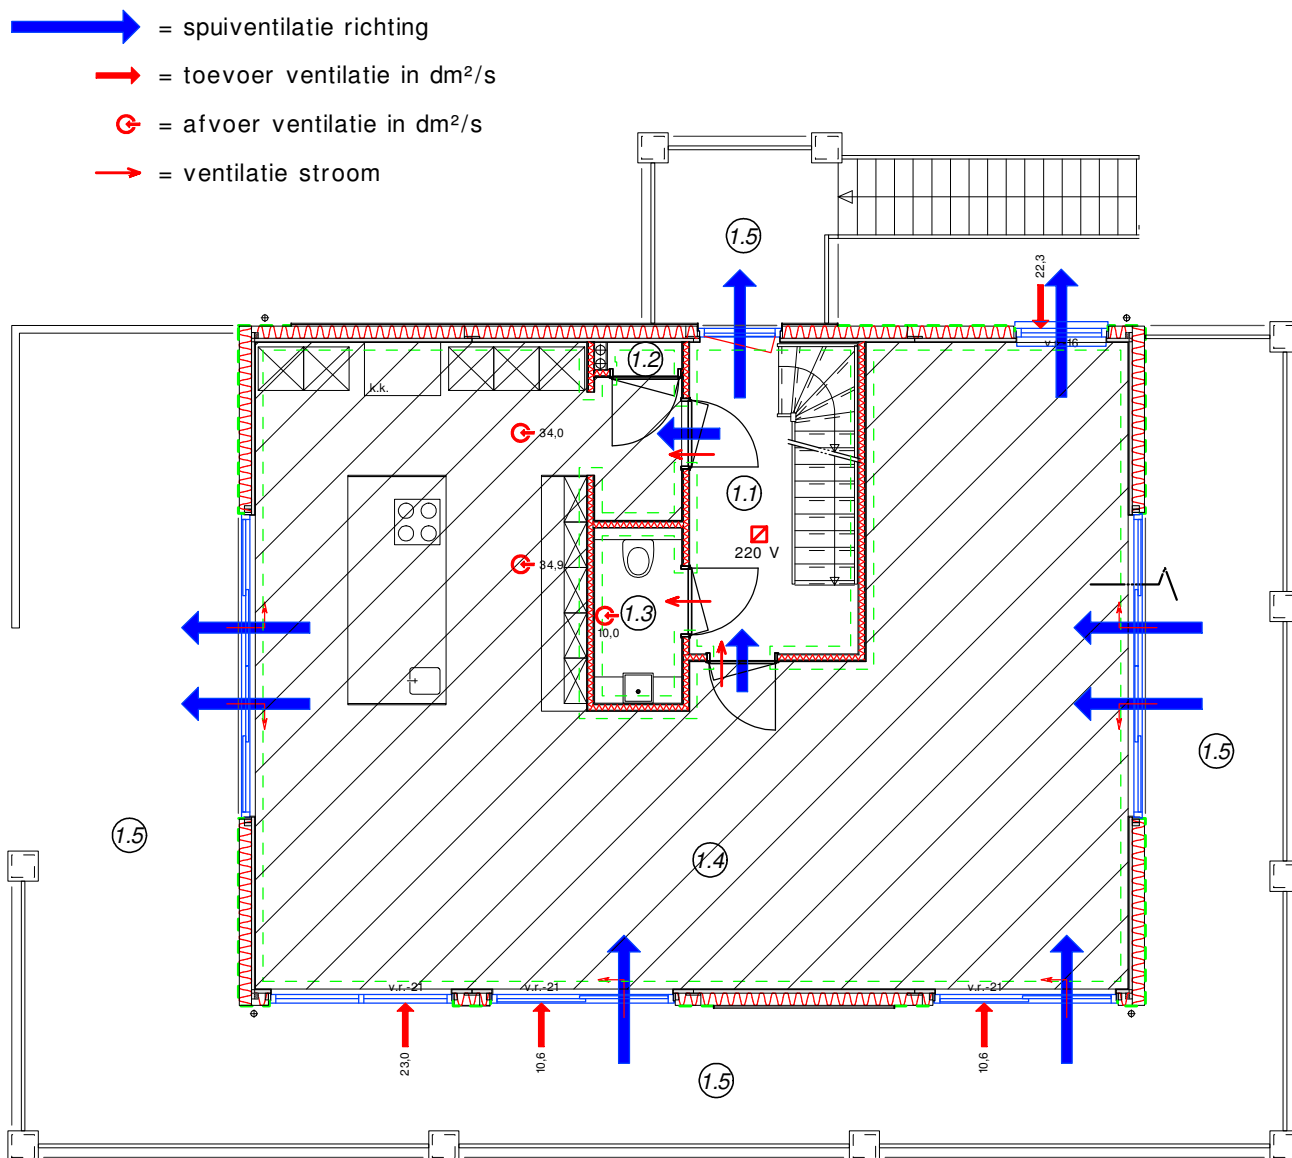 = spuiventilatie richting
= toevoer ventilatie in dm²/s
= afvoer ventilatie in dm²/s
= ventilatie stroom
1.5
22,3
1.2
k.k.
34,0
1.1
220 V
34,9
1.3
10,0
1.5
1.5
1.4
v.r.-21
v.r.-21
v.r.-21
23,0
10,6
10,6
1.5